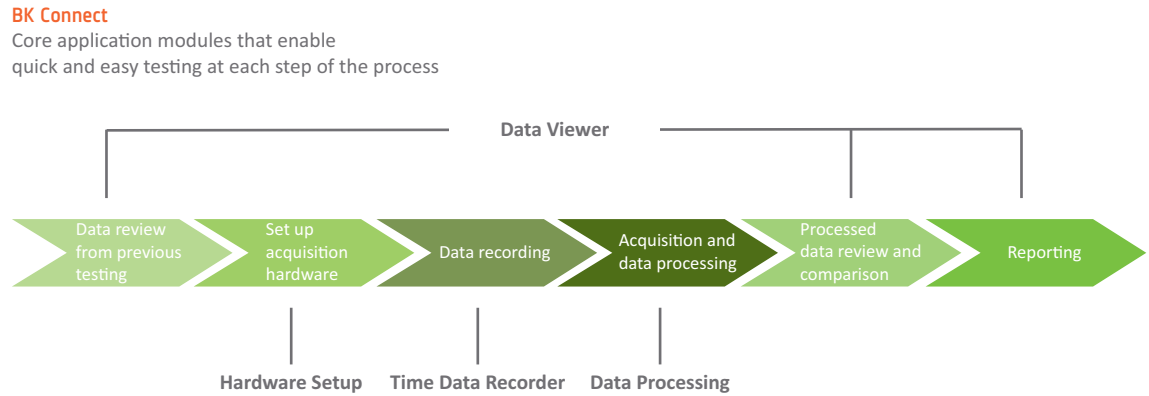 BK Connect
Core application modules that enable
quick and easy testing at each step of the process
Data Viewer
Data review
from previous
testing
Set up
acquisition
hardware
Data recording
Acquisition and
data processing
Processed
data review and
comparison
Reporting
Hardware Setup
Time Data Recorder
Data Processing